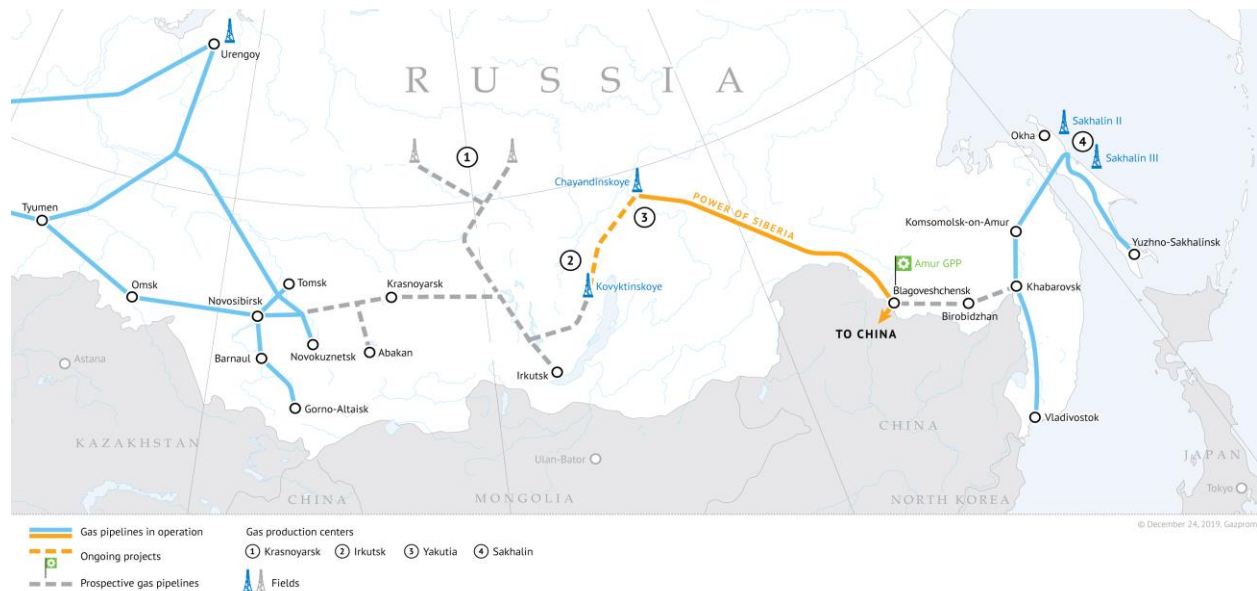 Urengoy
RUSSIA
1
Okha
Sakhalin II
4
Sakhalin III
Chayandinskoye
3
POWER OF SIBERIA
Tyumen
Komsomolsk-on-Amur
Yuzhno-Sakhalinsk
2
Kovyktinskoye
Amur GPP
Omsk
Tomsk
Krasnoyarsk
Blagoveshchensk
Khabarovsk
Novosibirsk
Birobidzhan
TO CHINA
Astana
Barnaul
Novokuznetsk
Abakan
Irkutsk
Gorno-Altaisk
Vladivostok
KAZAKHSTAN
CHINA
Ulan-Bator
JAPAN
CHINA
MONGOLIA
NORTH KOREA
Tokyo
© December 24, 2019. Gazprom
Gas pipelines in operation
Ongoing projects
Prospective gas pipelines
Gas production centers
1 Krasnoyarsk 2 Irkutsk 3 Yakutia 4 Sakhalin
Fields